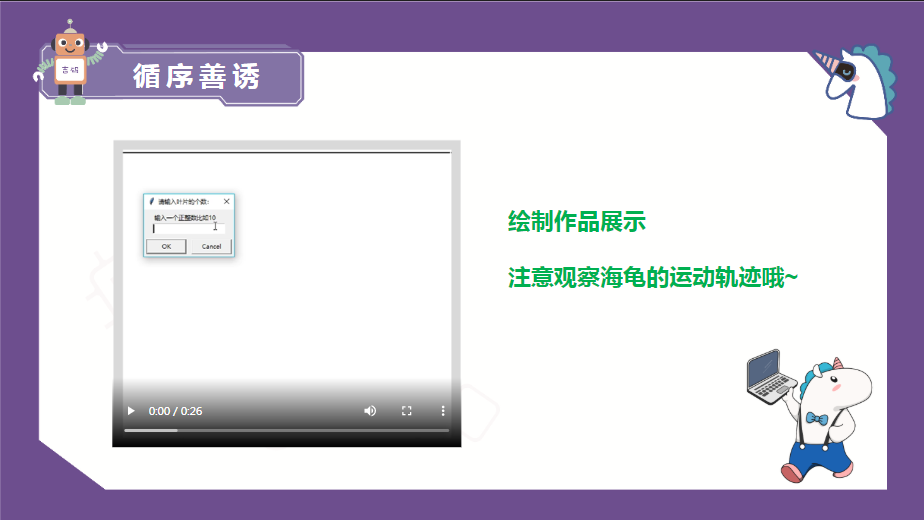 循序善诱
请输入叶片的个数:
输入一个正整数比如10
OK Cancel
绘制作品展示
注意观察海龟的运动轨迹哦~
0:00 / 0:26